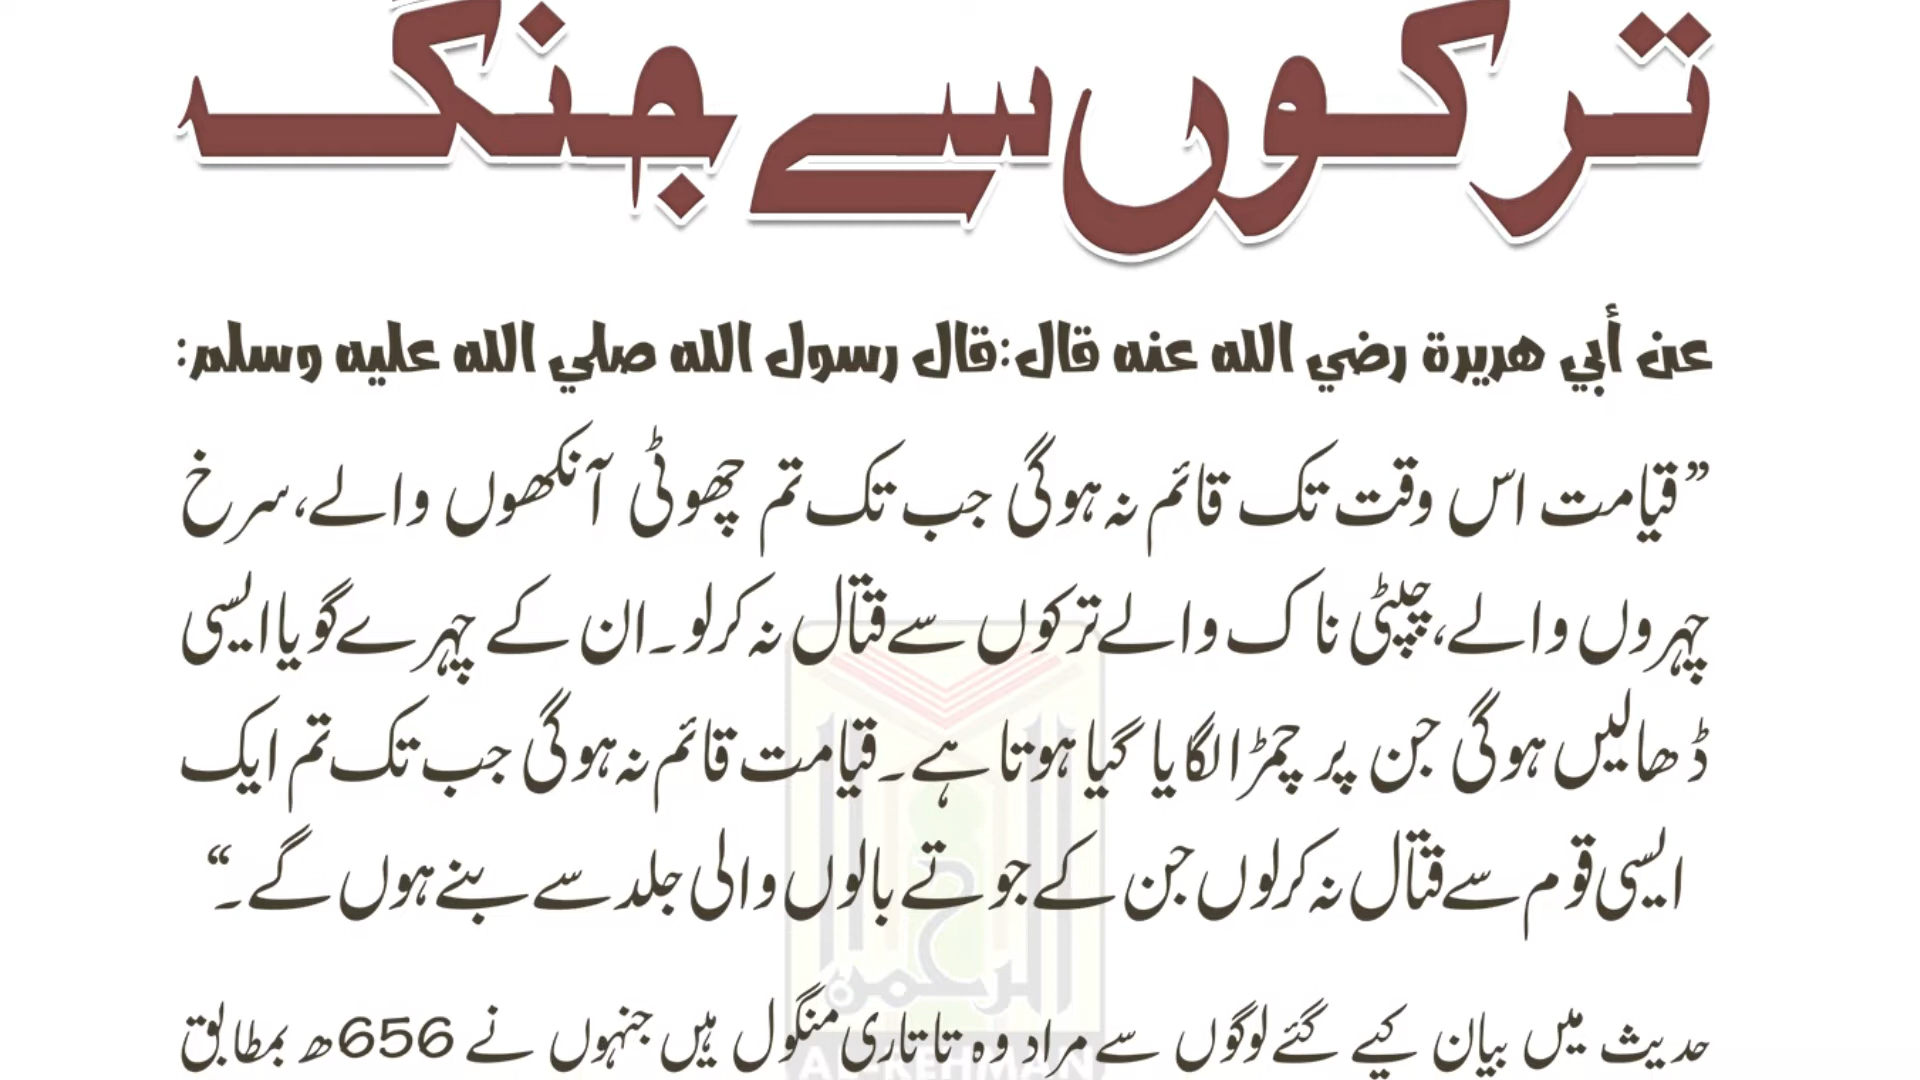 ترکوں سے جنگ
عن أبي هريرة رضي الله عنه قال:قال رسول الله صلي الله عليه وسلم:
”قیامت اس وقت تک قائم نہ ہوگی جب تک تم چھوٹی آنکھوں والے، سرخ
چہروں والے، چپٹی ناک والے ترکوں سے قتال نہ کرلو۔ ان کے چہرے گویا ایسی
ڈھالیں ہوگی جن پر چمڑا لگایا گیا ہوتا ہے۔ قیامت قائم نہ ہوگی جب تک تم ایک
ایسی قوم سے قتال نہ کرلوں جن کے جوتے بالوں والی جلد سے بنے ہوں گے۔“
حدیث میں بیان کیے گئے لوگوں سے مراد وہ تاتاری منگول ہیں جنہوں نے 656ھ بمطابق
الرحمن
AL-REHMAN